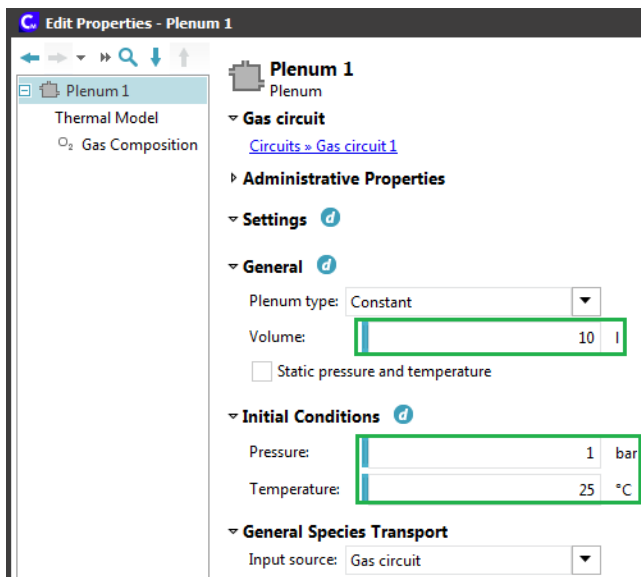 Edit Properties - Plenum 1
Plenum 1
Thermal Model
O₂ Gas Composition
Plenum 1
Plenum
Gas circuit
Circuits » Gas circuit 1
Administrative Properties
Settings d
General d
Plenum type: Constant
Volume: 10 l
Static pressure and temperature
Initial Conditions d
Pressure: 1 bar
Temperature: 25 °C
General Species Transport
Input source: Gas circuit